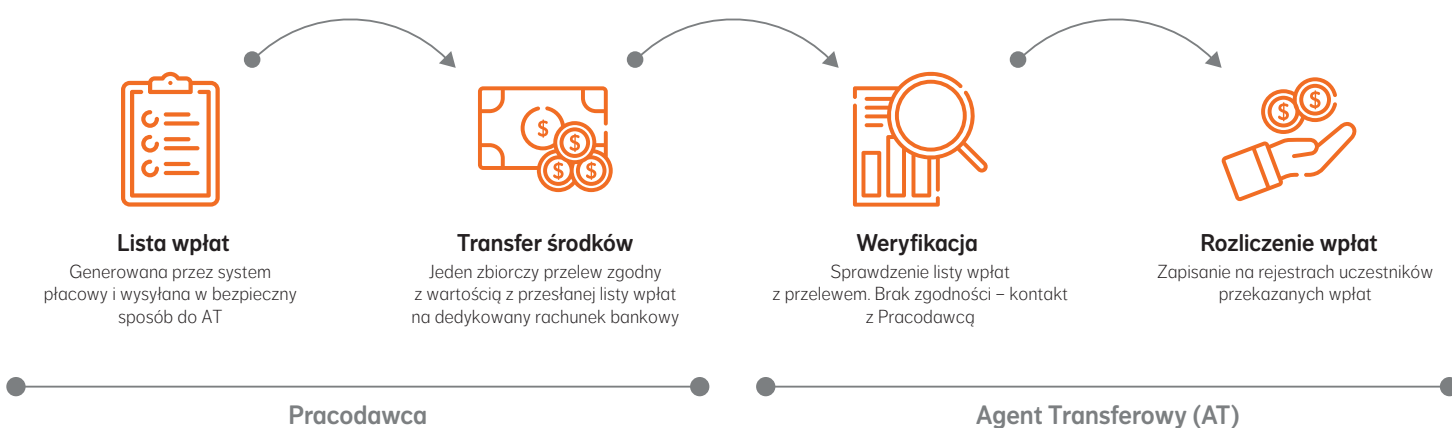 Lista wpłat
Generowana przez system
płacowy i wysyłana w bezpieczny
sposób do AT
Transfer środków
Jeden zbiorczy przelew zgodny
z wartością z przesłanej listy wpłat
na dedykowany rachunek bankowy
Weryfikacja
Sprawdzenie listy wpłat
z przelewem. Brak zgodności – kontakt
z Pracodawcą
Rozliczenie wpłat
Zapisanie na rejestrach uczestników
przekazanych wpłat
Pracodawca
Agent Transferowy (AT)